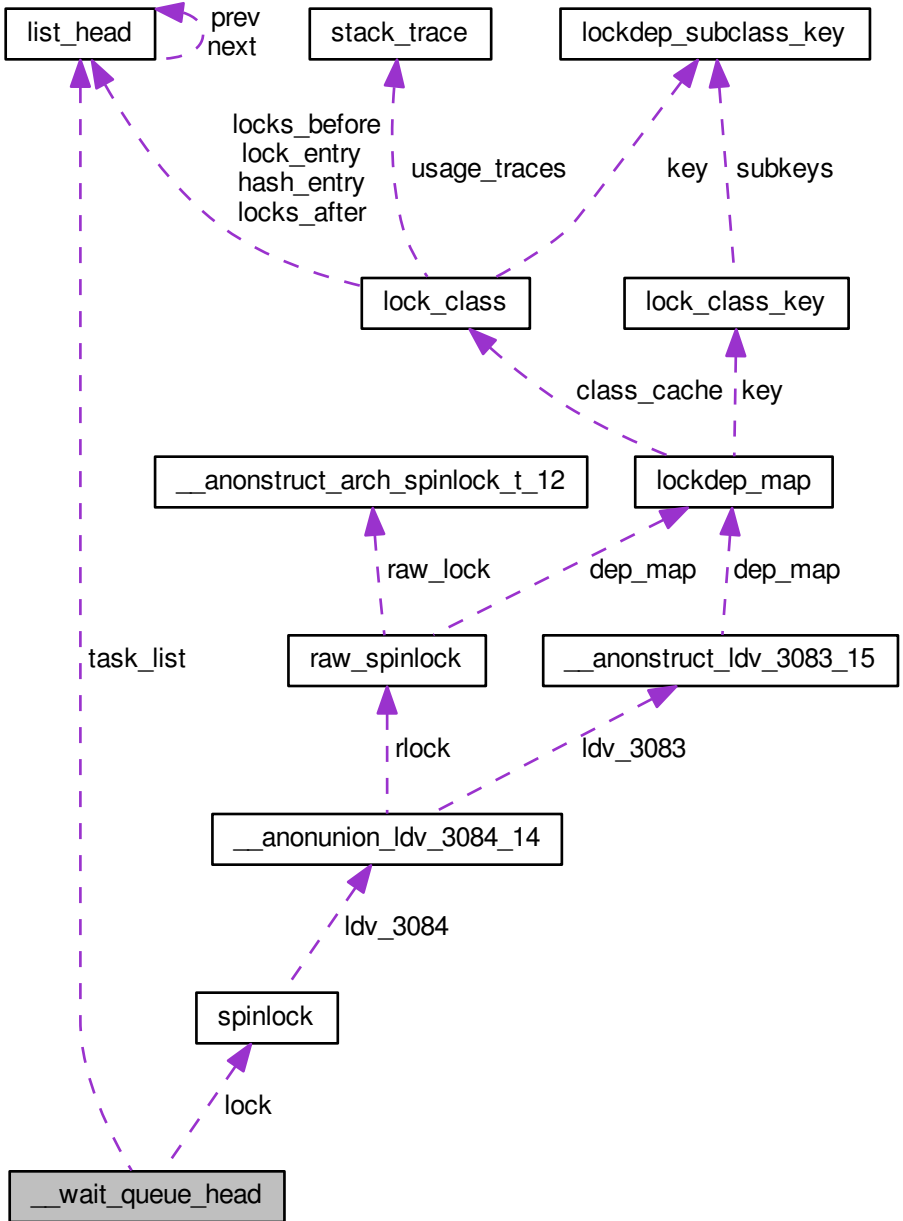 list_head
prev
next
stack_trace
lockdep_subclass_key
locks_before
lock_entry
hash_entry
locks_after
usage_traces
key
subkeys
lock_class
lock_class_key
class_cache
key
__anonstruct_arch_spinlock_t_12
lockdep_map
raw_lock
dep_map
dep_map
task_list
raw_spinlock
__anonstruct_ldv_3083_15
rlock
ldv_3083
__anonunion_ldv_3084_14
ldv_3084
spinlock
lock
__wait_queue_head